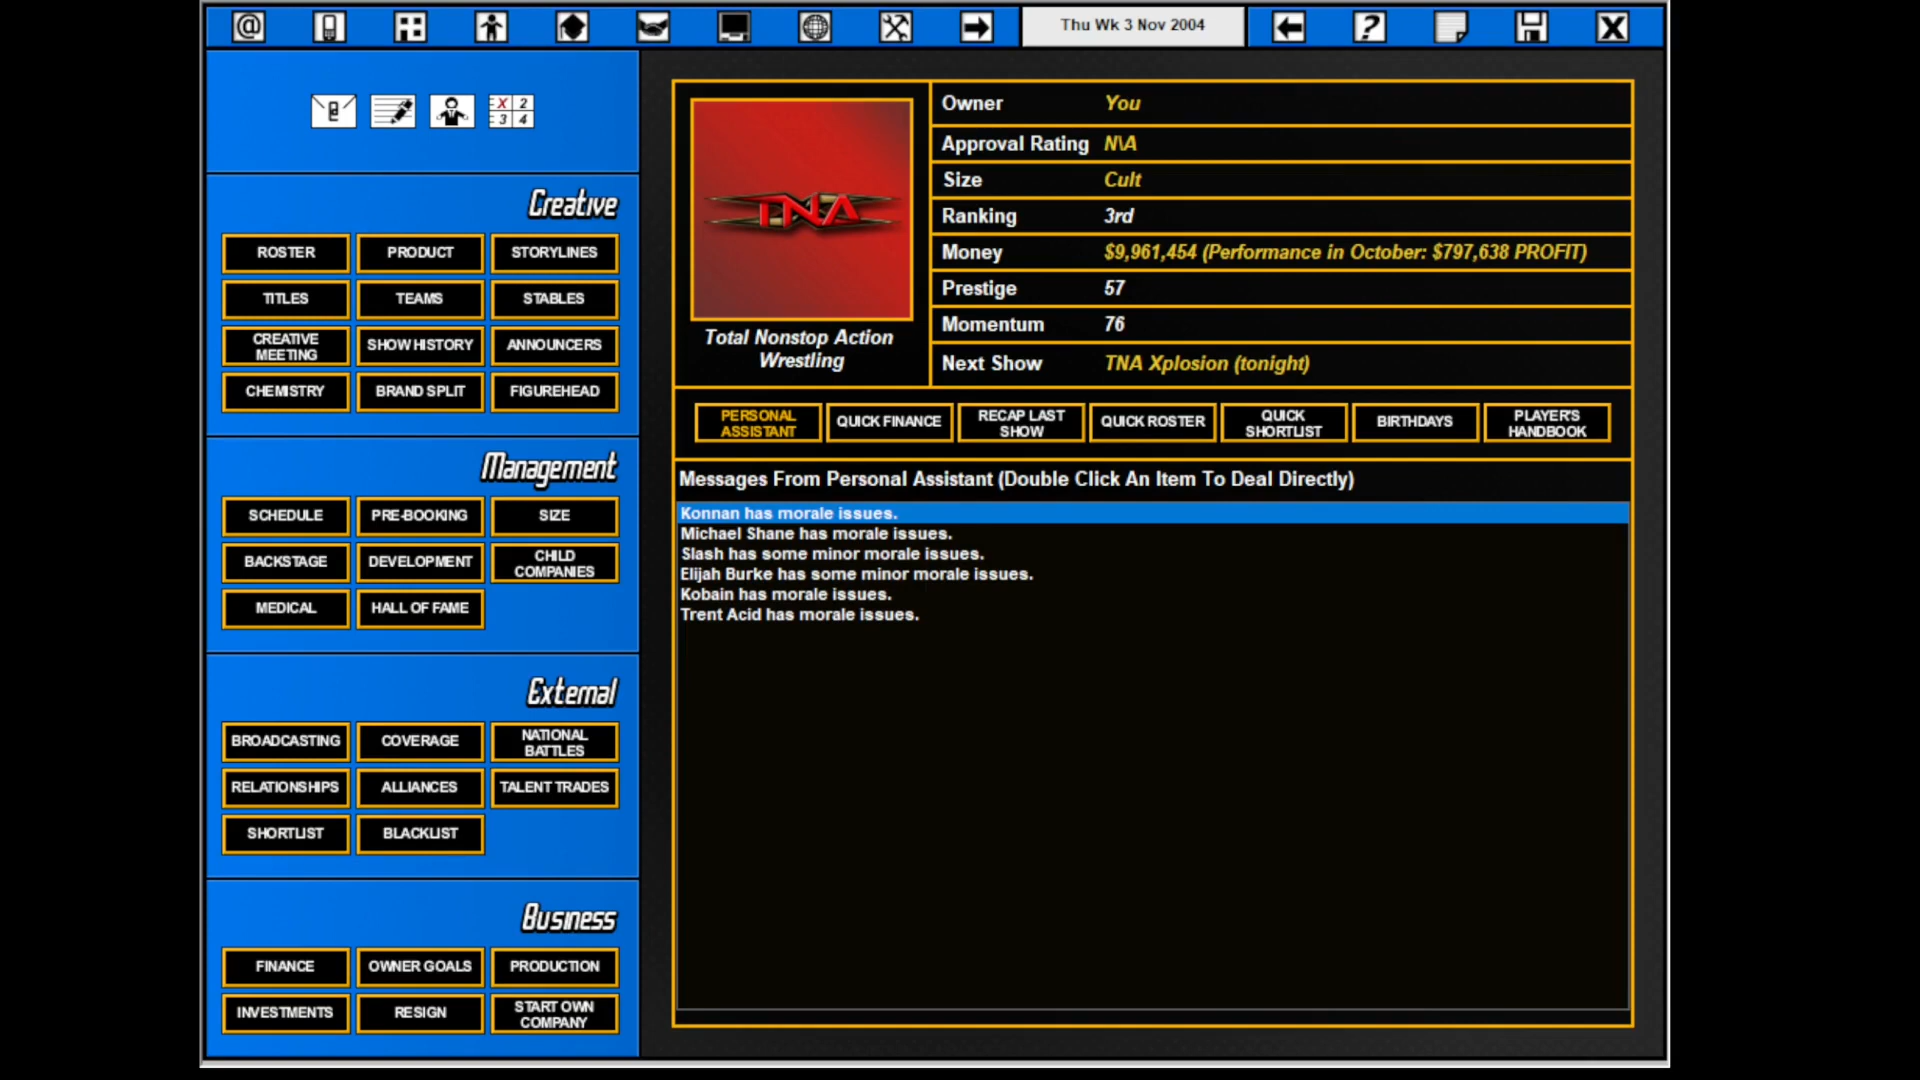 Thu Wk 3 Nov 2004
X 2
3 4
Creative
ROSTER
PRODUCT
STORYLINES
TITLES
TEAMS
STABLES
CREATIVE
MEETING
SHOW HISTORY
ANNOUNCERS
CHEMISTRY
BRAND SPLIT
FIGUREHEAD
Management
SCHEDULE
PRE-BOOKING
SIZE
BACKSTAGE
DEVELOPMENT
CHILD
COMPANIES
MEDICAL
HALL OF FAME
External
BROADCASTING
COVERAGE
NATIONAL
BATTLES
RELATIONSHIPS
ALLIANCES
TALENT TRADES
SHORTLIST
BLACKLIST
Business
FINANCE
OWNER GOALS
PRODUCTION
INVESTMENTS
RESIGN
START OWN
COMPANY
TNA
Total Nonstop Action
Wrestling
Owner You
Approval Rating N\A
Size Cult
Ranking 3rd
Money $9,961,454 (Performance in October: $797,638 PROFIT)
Prestige 57
Momentum 76
Next Show TNA Xplosion (tonight)
PERSONAL
ASSISTANT
QUICK FINANCE
RECAP LAST
SHOW
QUICK ROSTER
QUICK
SHORTLIST
BIRTHDAYS
PLAYER'S
HANDBOOK
Messages From Personal Assistant (Double Click An Item To Deal Directly)
Konnan has morale issues.
Michael Shane has morale issues.
Slash has some minor morale issues.
Elijah Burke has some minor morale issues.
Kobain has morale issues.
Trent Acid has morale issues.